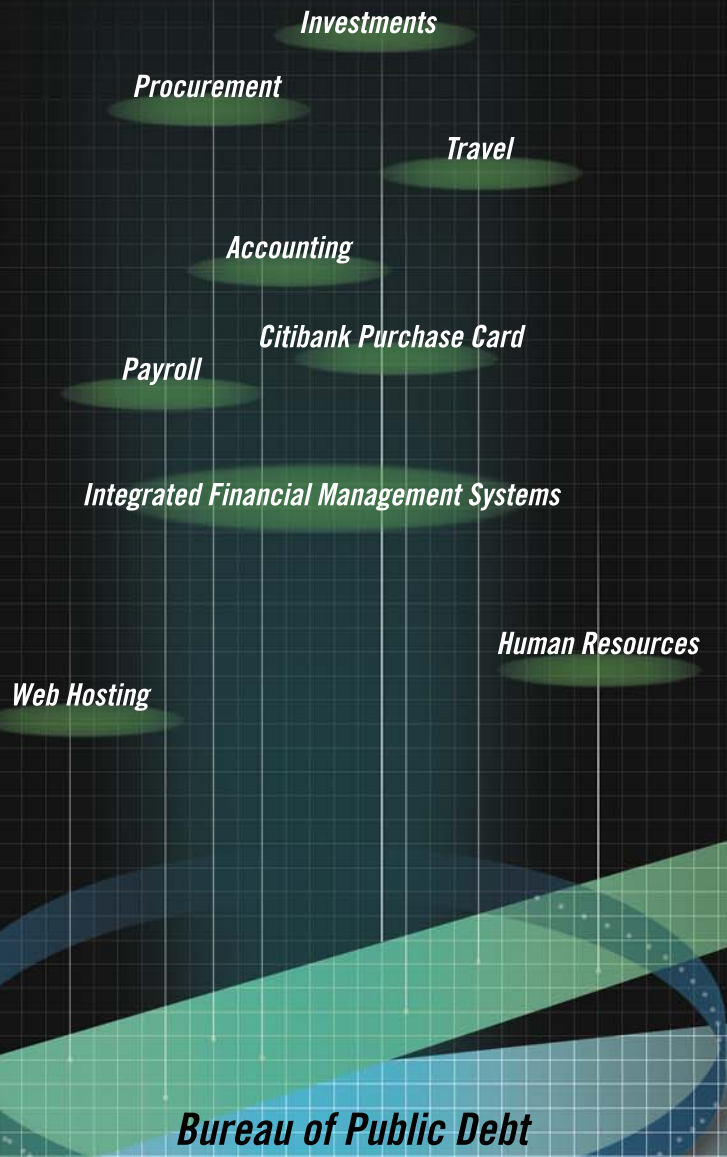 Investments
Procurement
Travel
Accounting
Citibank Purchase Card
Payroll
Integrated Financial Management Systems
Human Resources
Web Hosting
Bureau of Public Debt